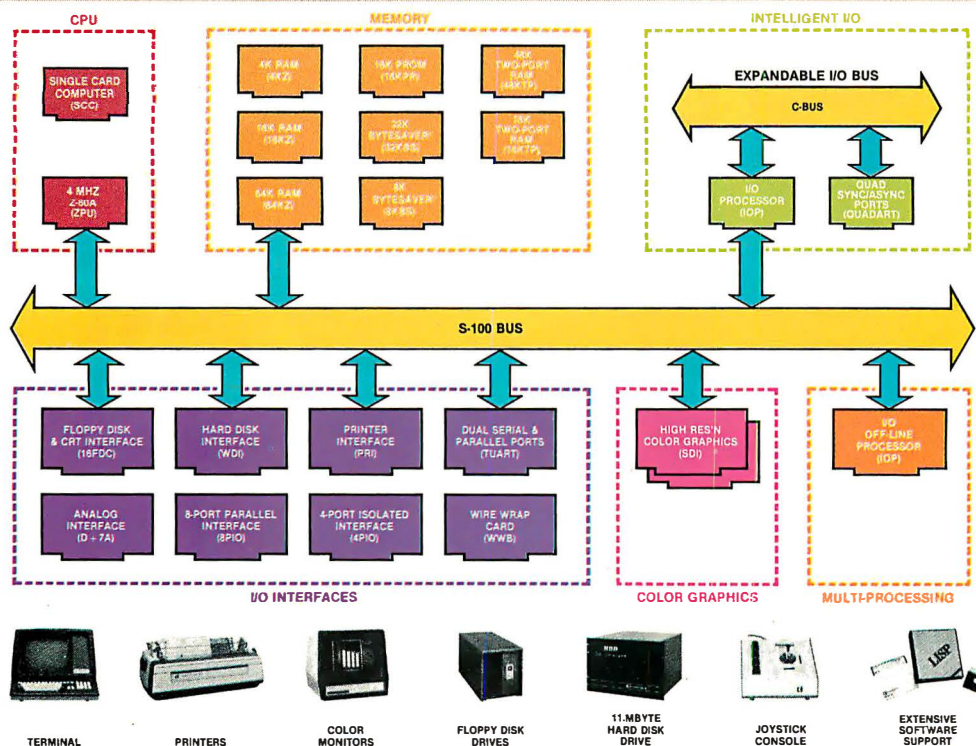 CPU
MEMORY
INTELLIGENT I/O
SINGLE CARD
COMPUTER
(SCC)
4 MHZ
Z-80A
(ZPU)
4K RAM
(4KZ)
16K PROM
(16KPR)
48K
TWO-PORT
RAM
(48KTP)
16K RAM
(16KZ)
32K
BYTESAVER
(32KBS)
16K
TWO-PORT
RAM
(16KTP)
64K RAM
(64KZ)
8K
BYTESAVER
(8KBS)
EXPANDABLE I/O BUS
C-BUS
I/O
PROCESSOR
(IOP)
QUAD
SYNC/ASYNC
PORTS
(QUADART)
S-100 BUS
FLOPPY DISK
& CRT INTERFACE
(16FDC)
HARD DISK
INTERFACE
(WDI)
PRINTER
INTERFACE
(PRI)
DUAL SERIAL &
PARALLEL PORTS
(TUART)
ANALOG
INTERFACE
(D + 7A)
8-PORT PARALLEL
INTERFACE
(8PIO)
4-PORT ISOLATED
INTERFACE
(4PIO)
WIRE WRAP
CARD
(WWB)
HIGH RES'N
COLOR GRAPHICS
(SDI)
I/O
OFF-LINE
PROCESSOR
(IOP)
I/O INTERFACES
COLOR GRAPHICS
MULTI-PROCESSING
LISP
TERMINAL
PRINTERS
COLOR
MONITORS
FLOPPY DISK
DRIVES
11-MBYTE
HARD DISK
DRIVE
JOYSTICK
CONSOLE
EXTENSIVE
SOFTWARE
SUPPORT